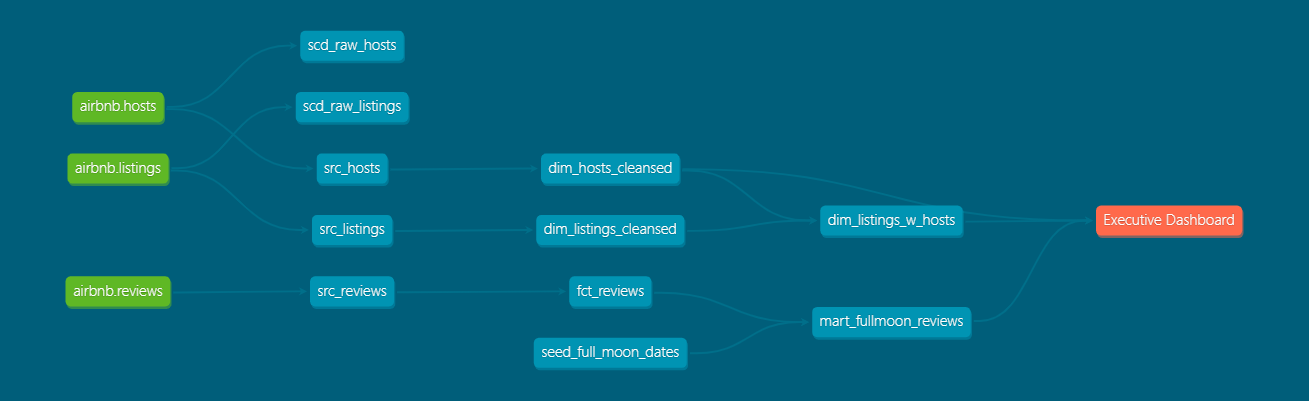 scd_raw_hosts
airbnb.hosts
scd_raw_listings
airbnb.listings
src_hosts
dim_hosts_cleansed
src_listings
dim_listings_cleansed
dim_listings_w_hosts
Executive Dashboard
airbnb.reviews
src_reviews
fct_reviews
mart_fullmoon_reviews
seed_full_moon_dates